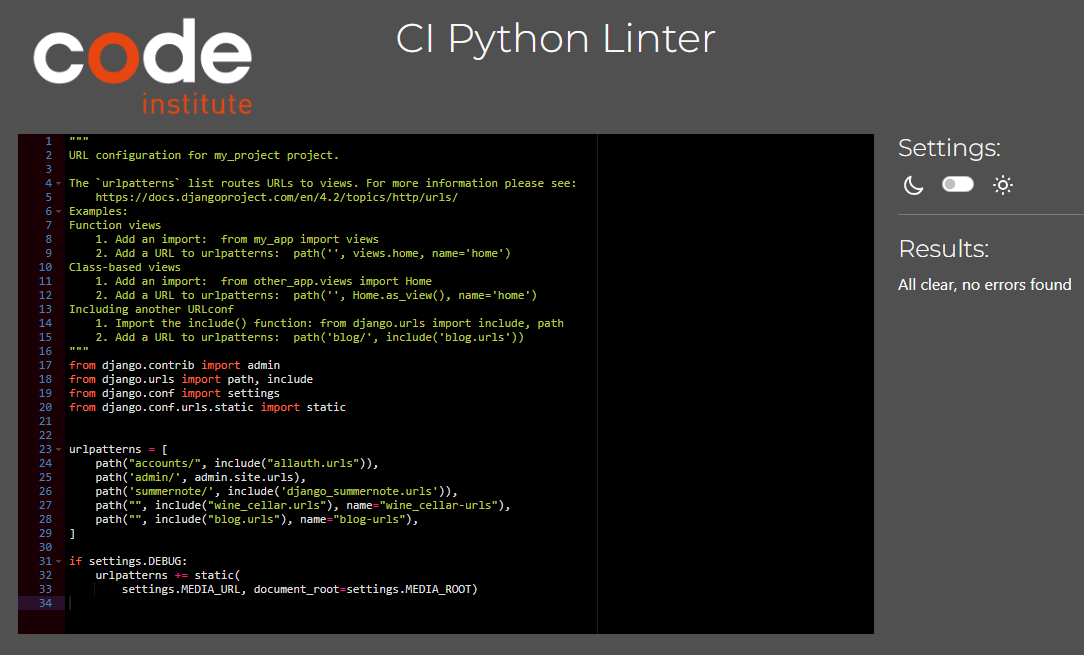 code
institute
CI Python Linter
1 """
2 URL configuration for my_project project.
3
4 The `urlpatterns` list routes URLs to views. For more information please see:
5     https://docs.djangoproject.com/en/4.2/topics/http/urls/
6 Examples:
7 Function views
8     1. Add an import:  from my_app import views
9     2. Add a URL to urlpatterns:  path('', views.home, name='home')
10 Class-based views
11     1. Add an import:  from other_app.views import Home
12     2. Add a URL to urlpatterns:  path('', Home.as_view(), name='home')
13 Including another URLconf
14     1. Import the include() function: from django.urls import include, path
15     2. Add a URL to urlpatterns:  path('blog/', include('blog.urls'))
16 """
17 from django.contrib import admin
18 from django.urls import path, include
19 from django.conf import settings
20 from django.conf.urls.static import static
21
22
23 urlpatterns = [
24     path("accounts/", include("allauth.urls")),
25     path('admin/', admin.site.urls),
26     path('summernote/', include('django_summernote.urls')),
27     path("", include("wine_cellar.urls"), name="wine_cellar-urls"),
28     path("", include("blog.urls"), name="blog-urls"),
29 ]
30
31 if settings.DEBUG:
32     urlpatterns += static(
33         settings.MEDIA_URL, document_root=settings.MEDIA_ROOT)
34
Settings:
Results:
All clear, no errors found